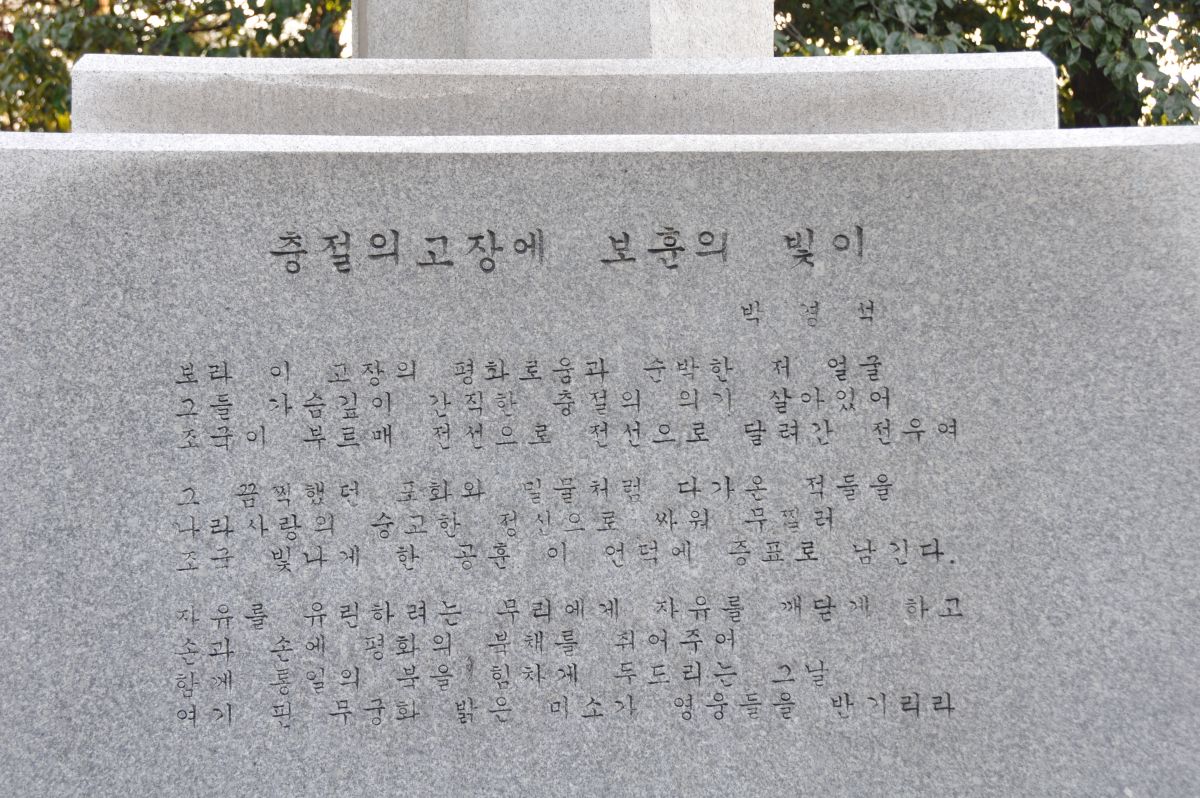 충절의 고장에 보훈의 빛이
박경석
보라 이 고장의 평화로움과 순박한 저 얼굴
그들 가슴깊이 간직한 충절의 의기 살아있어
조국이 부르매 전선으로 전선으로 달려간 전우여
그 끔찍했던 포화와 밀물처럼 다가온 적들을
나라사랑의 숭고한 정신으로 싸워 무찔러
조국 빛나게 한 공훈 이 언덕에 증표로 남긴다.
자유를 유린하려는 무리에게 자유를 깨닫게 하고
손과 손에 평화의 북채를 쥐어주어
함께 통일의 북을 힘차게 두드리는 그날
여기 핀 무궁화 밝은 미소가 영웅들을 반기리라